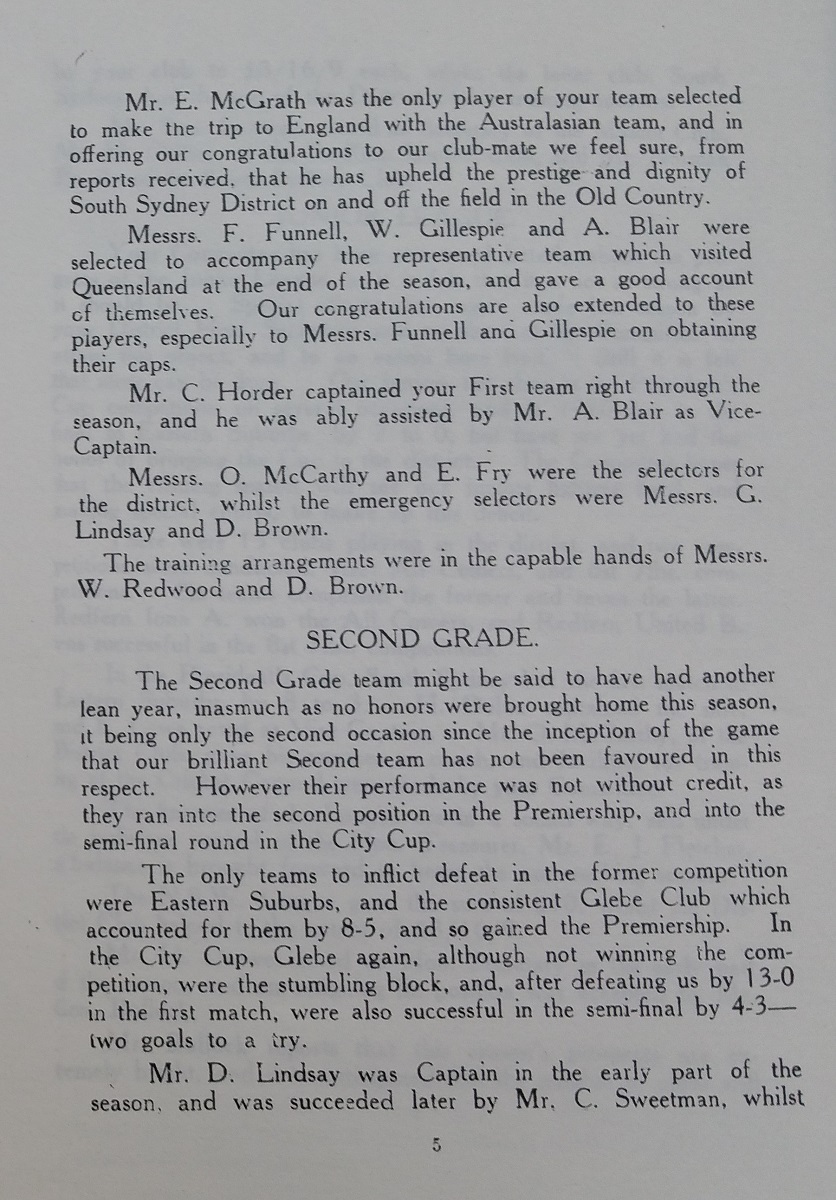 Mr. E. McGrath was the only player of your team selected
to make the trip to England with the Australasian team, and in
offering our congratulations to our club-mate we feel sure, from
reports received, that he has upheld the prestige and dignity of
South Sydney District on and off the field in the Old Country.
Messrs. F. Funnell, W. Gillespie and A. Blair were
selected to accompany the representative team which visited
Queensland at the end of the season, and gave a good account
of themselves. Our congratulations are also extended to these
players, especially to Messrs. Funnell and Gillespie on obtaining
their caps.
Mr. C. Horder captained your First team right through the
season, and he was ably assisted by Mr. A. Blair as Vice-
Captain.
Messrs. O. McCarthy and E. Fry were the selectors for
the district, whilst the emergency selectors were Messrs. G.
Lindsay and D. Brown.
The training arrangements were in the capable hands of Messrs.
W. Redwood and D. Brown.
SECOND GRADE.
The Second Grade team might be said to have had another
lean year, inasmuch as no honors were brought home this season,
it being only the second occasion since the inception of the game
that our brilliant Second team has not been favoured in this
respect. However their performance was not without credit, as
they ran into the second position in the Premiership, and into the
semi-final round in the City Cup.
The only teams to inflict defeat in the former competition
were Eastern Suburbs, and the consistent Glebe Club which
accounted for them by 8-5, and so gained the Premiership. In
the City Cup, Glebe again, although not winning the com-
petition, were the stumbling block, and, after defeating us by 13-0
in the first match, were also successful in the semi-final by 4-3—
two goals to a try.
Mr. D. Lindsay was Captain in the early part of the
season, and was succeeded later by Mr. C. Sweetman, whilst
5